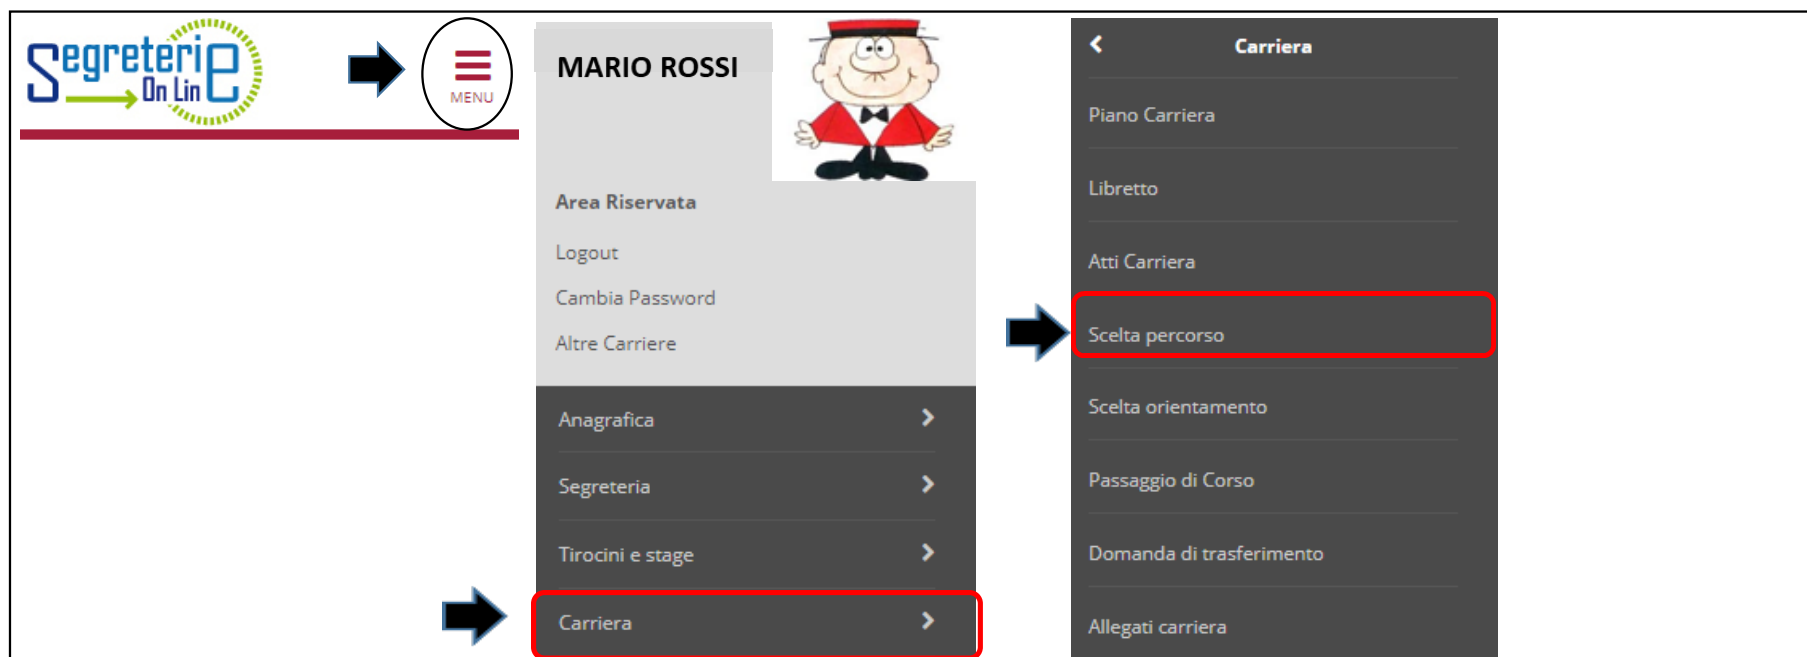 Segreterie
On Line
MENU
MARIO ROSSI
Area Riservata
Logout
Cambia Password
Altre Carriere
Anagrafica
Segreteria
Tirocini e stage
Carriera
Carriera
Piano Carriera
Libretto
Atti Carriera
Scelta percorso
Scelta orientamento
Passaggio di Corso
Domanda di trasferimento
Allegati carriera